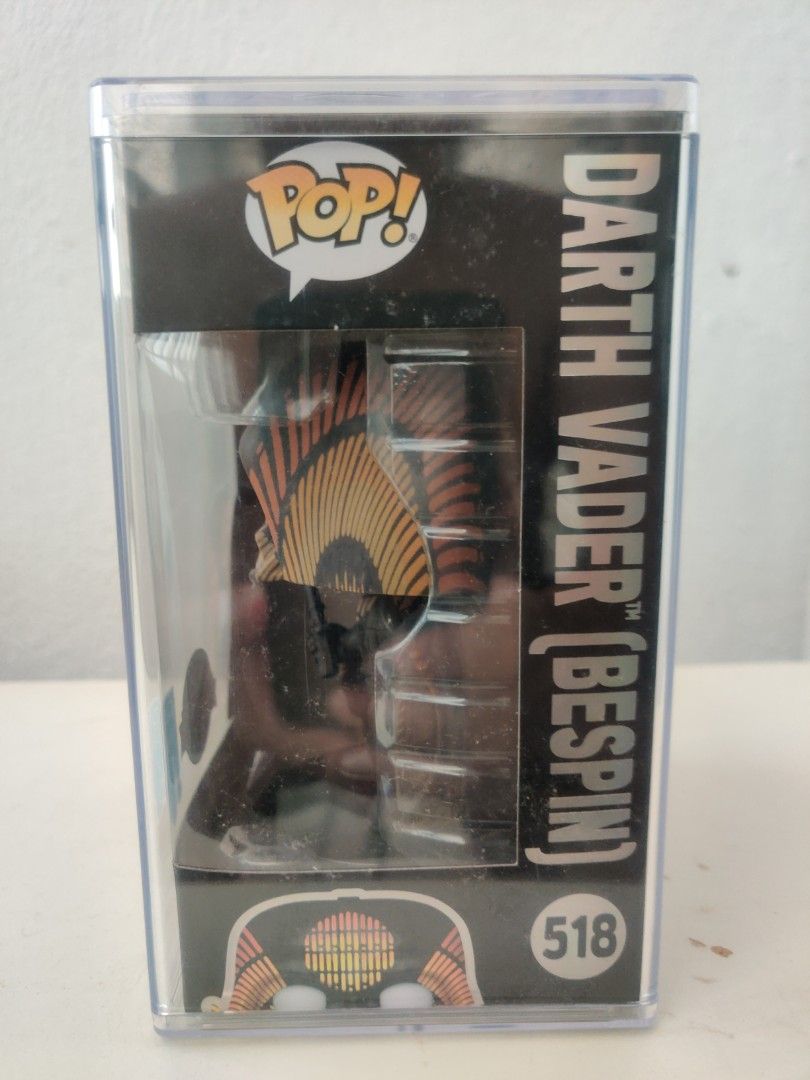 POP!®
DARTH VADER™ (BESPIN)
518